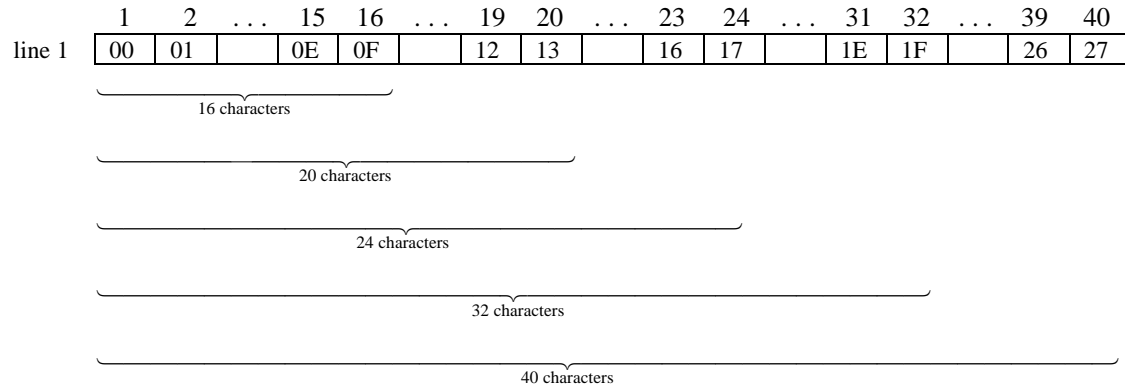 1 2 . . . 15 16 . . . 19 20 . . . 23 24 . . . 31 32 . . . 39 40
line 1 00 01 0E 0F 12 13 16 17 1E 1F 26 27
16 characters
20 characters
24 characters
32 characters
40 characters